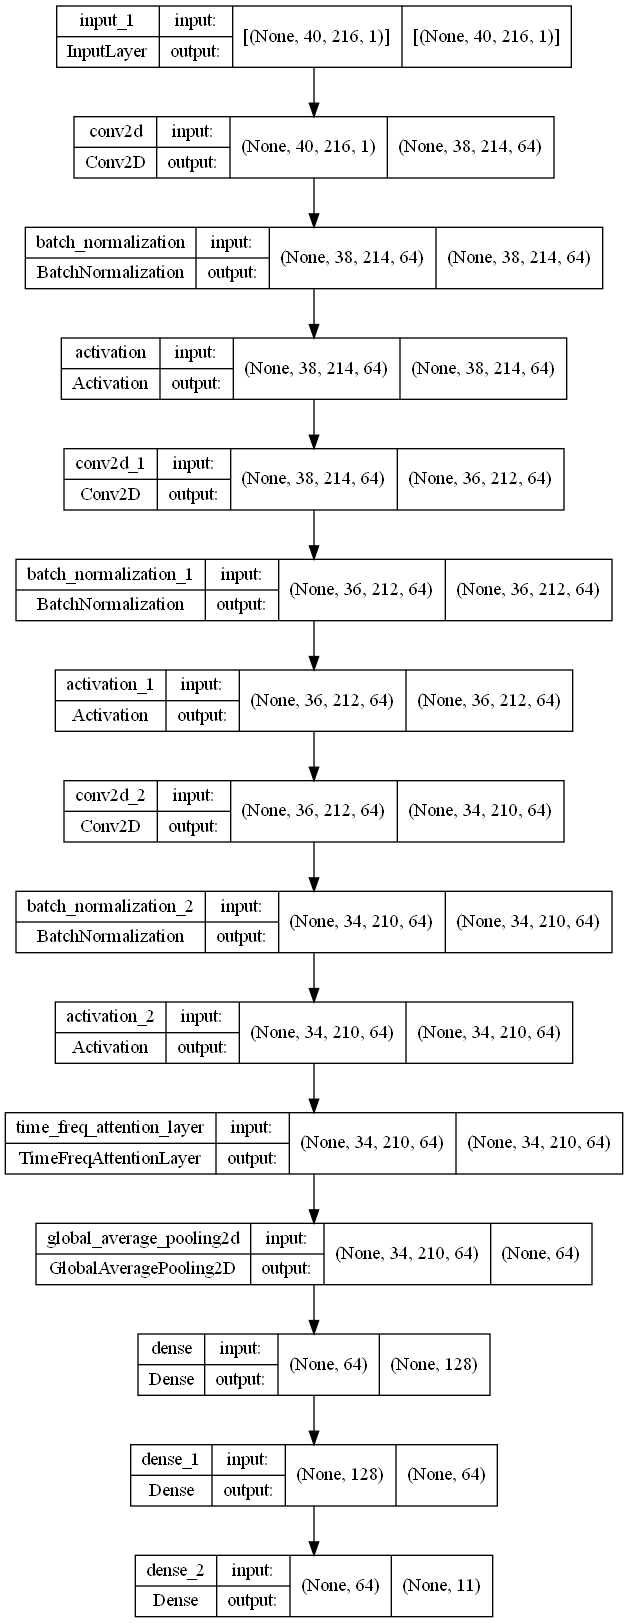 input_1 input: [(None, 40, 216, 1)] [(None, 40, 216, 1)]
InputLayer output:
conv2d input: (None, 40, 216, 1) (None, 38, 214, 64)
Conv2D output:
batch_normalization input: (None, 38, 214, 64) (None, 38, 214, 64)
BatchNormalization output:
activation input: (None, 38, 214, 64) (None, 38, 214, 64)
Activation output:
conv2d_1 input: (None, 38, 214, 64) (None, 36, 212, 64)
Conv2D output:
batch_normalization_1 input: (None, 36, 212, 64) (None, 36, 212, 64)
BatchNormalization output:
activation_1 input: (None, 36, 212, 64) (None, 36, 212, 64)
Activation output:
conv2d_2 input: (None, 36, 212, 64) (None, 34, 210, 64)
Conv2D output:
batch_normalization_2 input: (None, 34, 210, 64) (None, 34, 210, 64)
BatchNormalization output:
activation_2 input: (None, 34, 210, 64) (None, 34, 210, 64)
Activation output:
time_freq_attention_layer input: (None, 34, 210, 64) (None, 34, 210, 64)
TimeFreqAttentionLayer output:
global_average_pooling2d input: (None, 34, 210, 64) (None, 64)
GlobalAveragePooling2D output:
dense input: (None, 64) (None, 128)
Dense output:
dense_1 input: (None, 128) (None, 64)
Dense output:
dense_2 input: (None, 64) (None, 11)
Dense output: